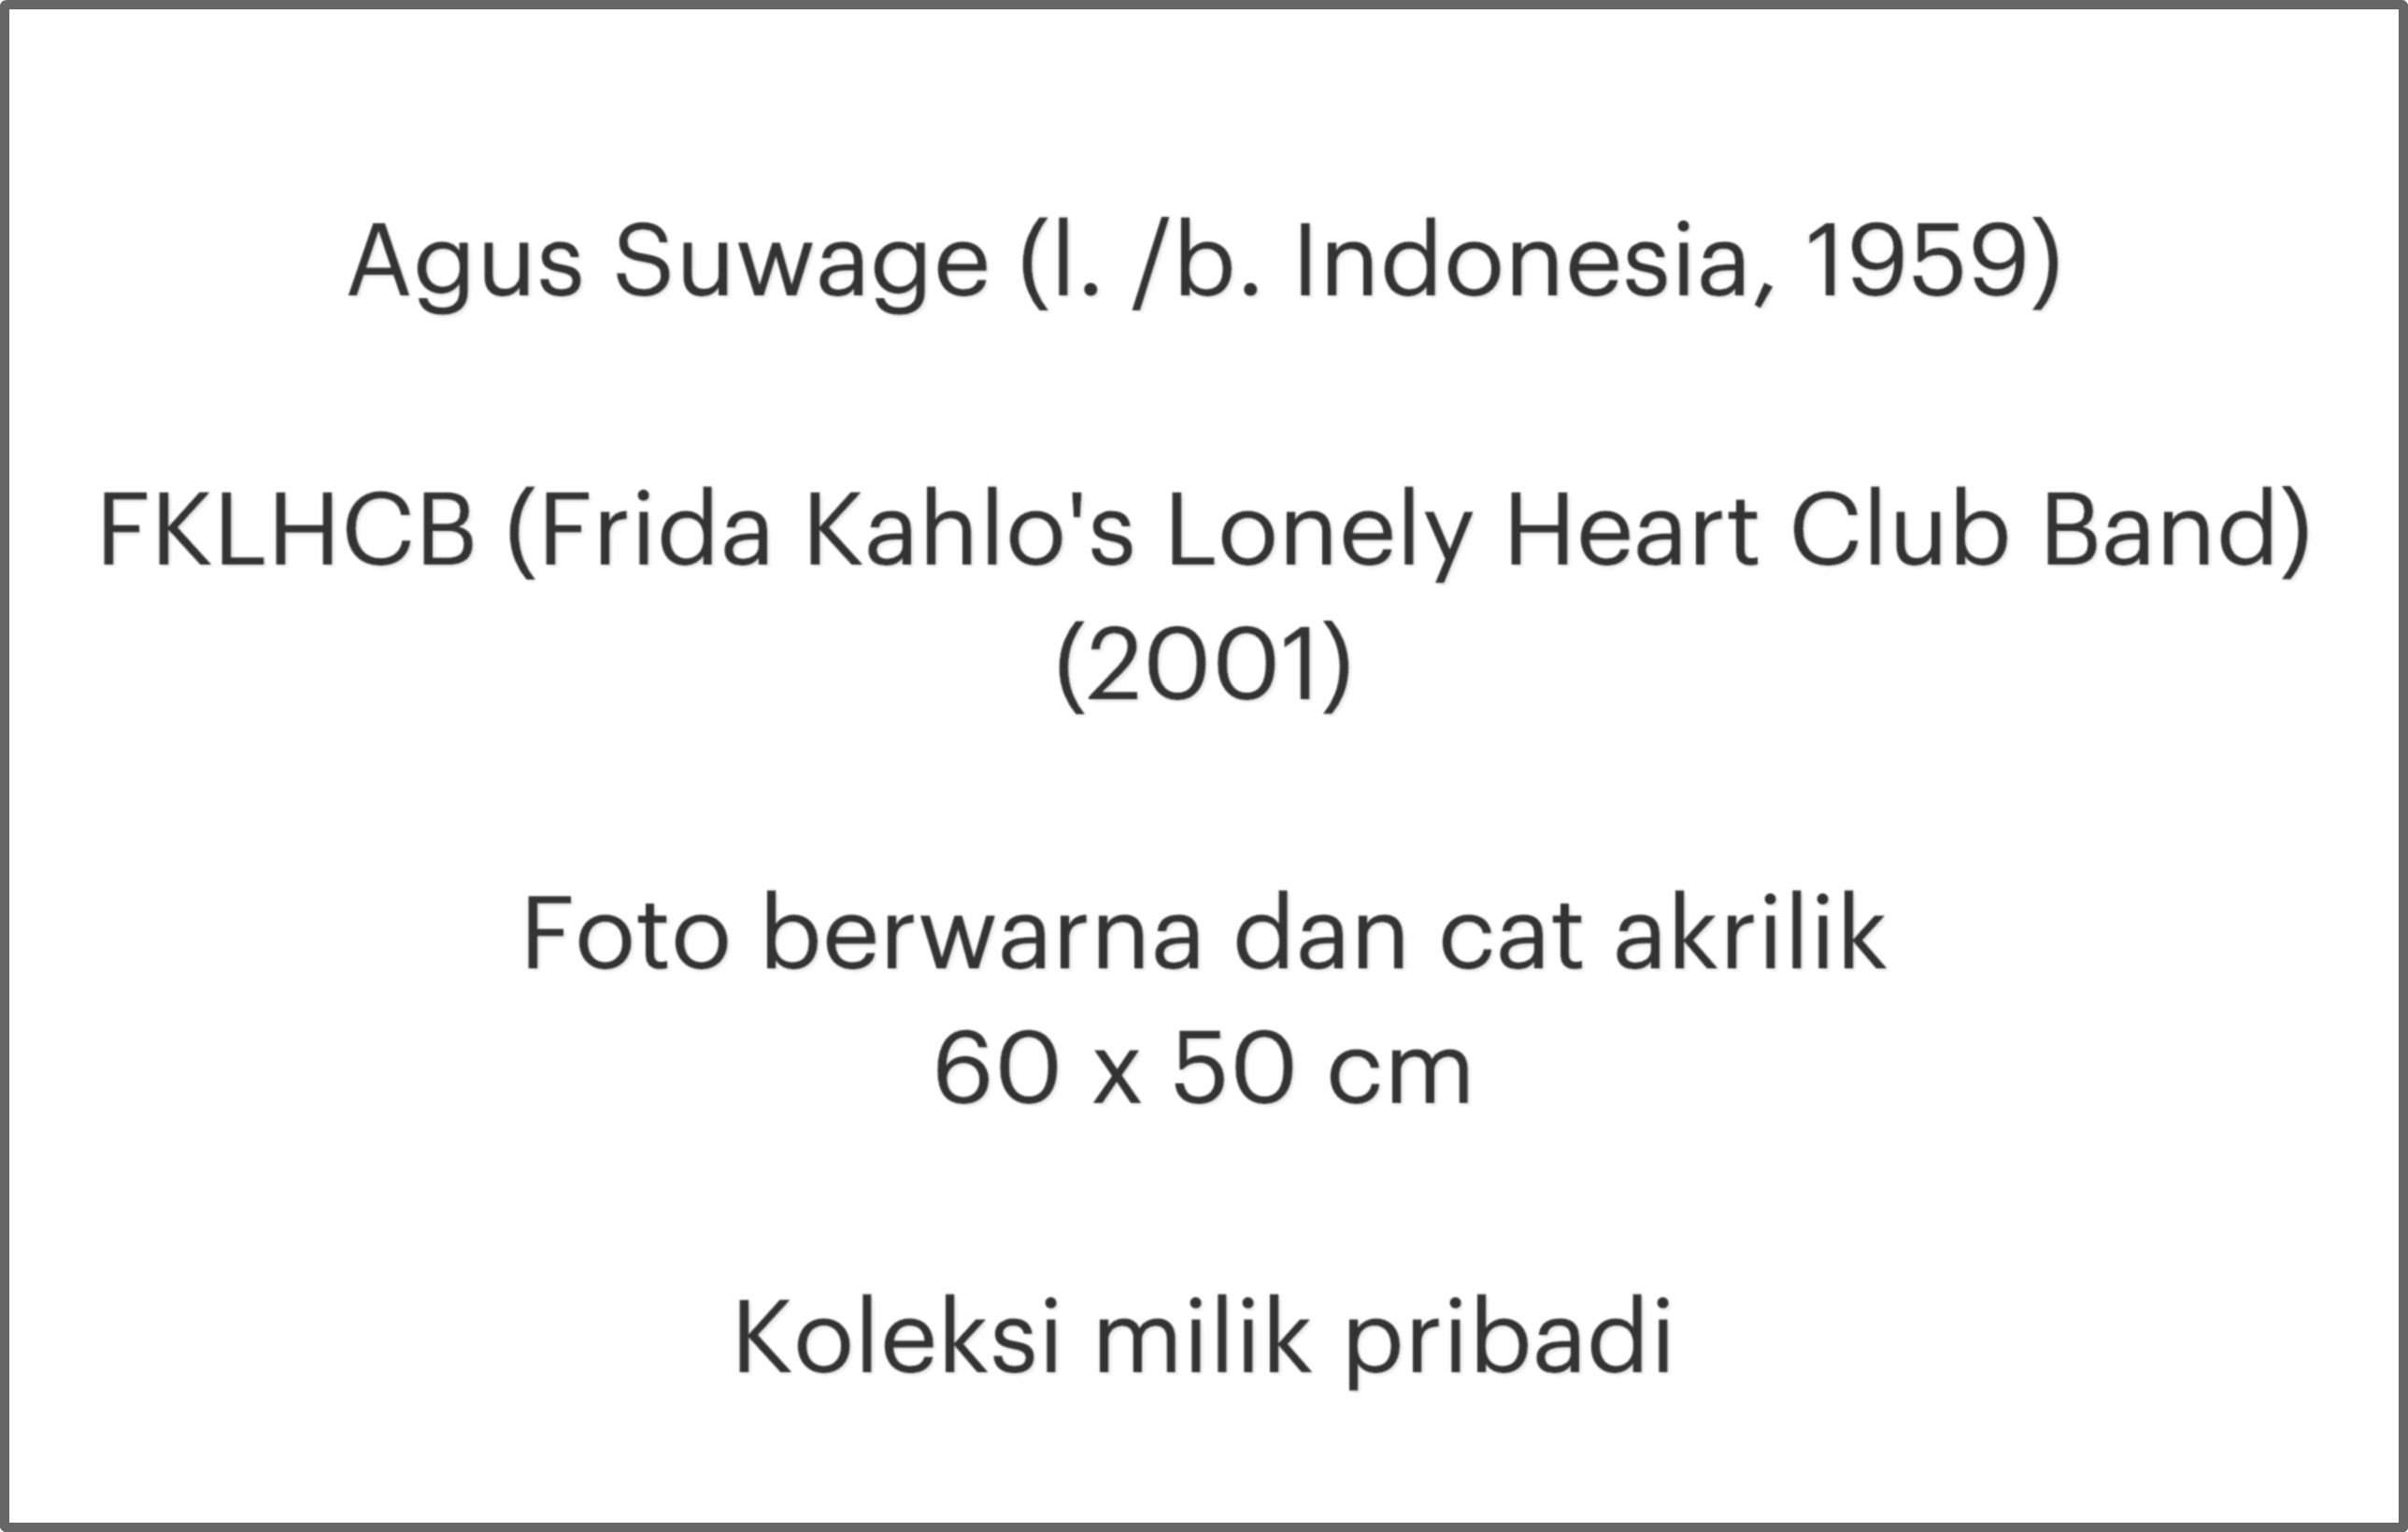 Agus Suwage (l. /b. Indonesia, 1959)
FKLHCB (Frida Kahlo's Lonely Heart Club Band)
(2001)
Foto berwarna dan cat akrilik
60 x 50 cm
Koleksi milik pribadi